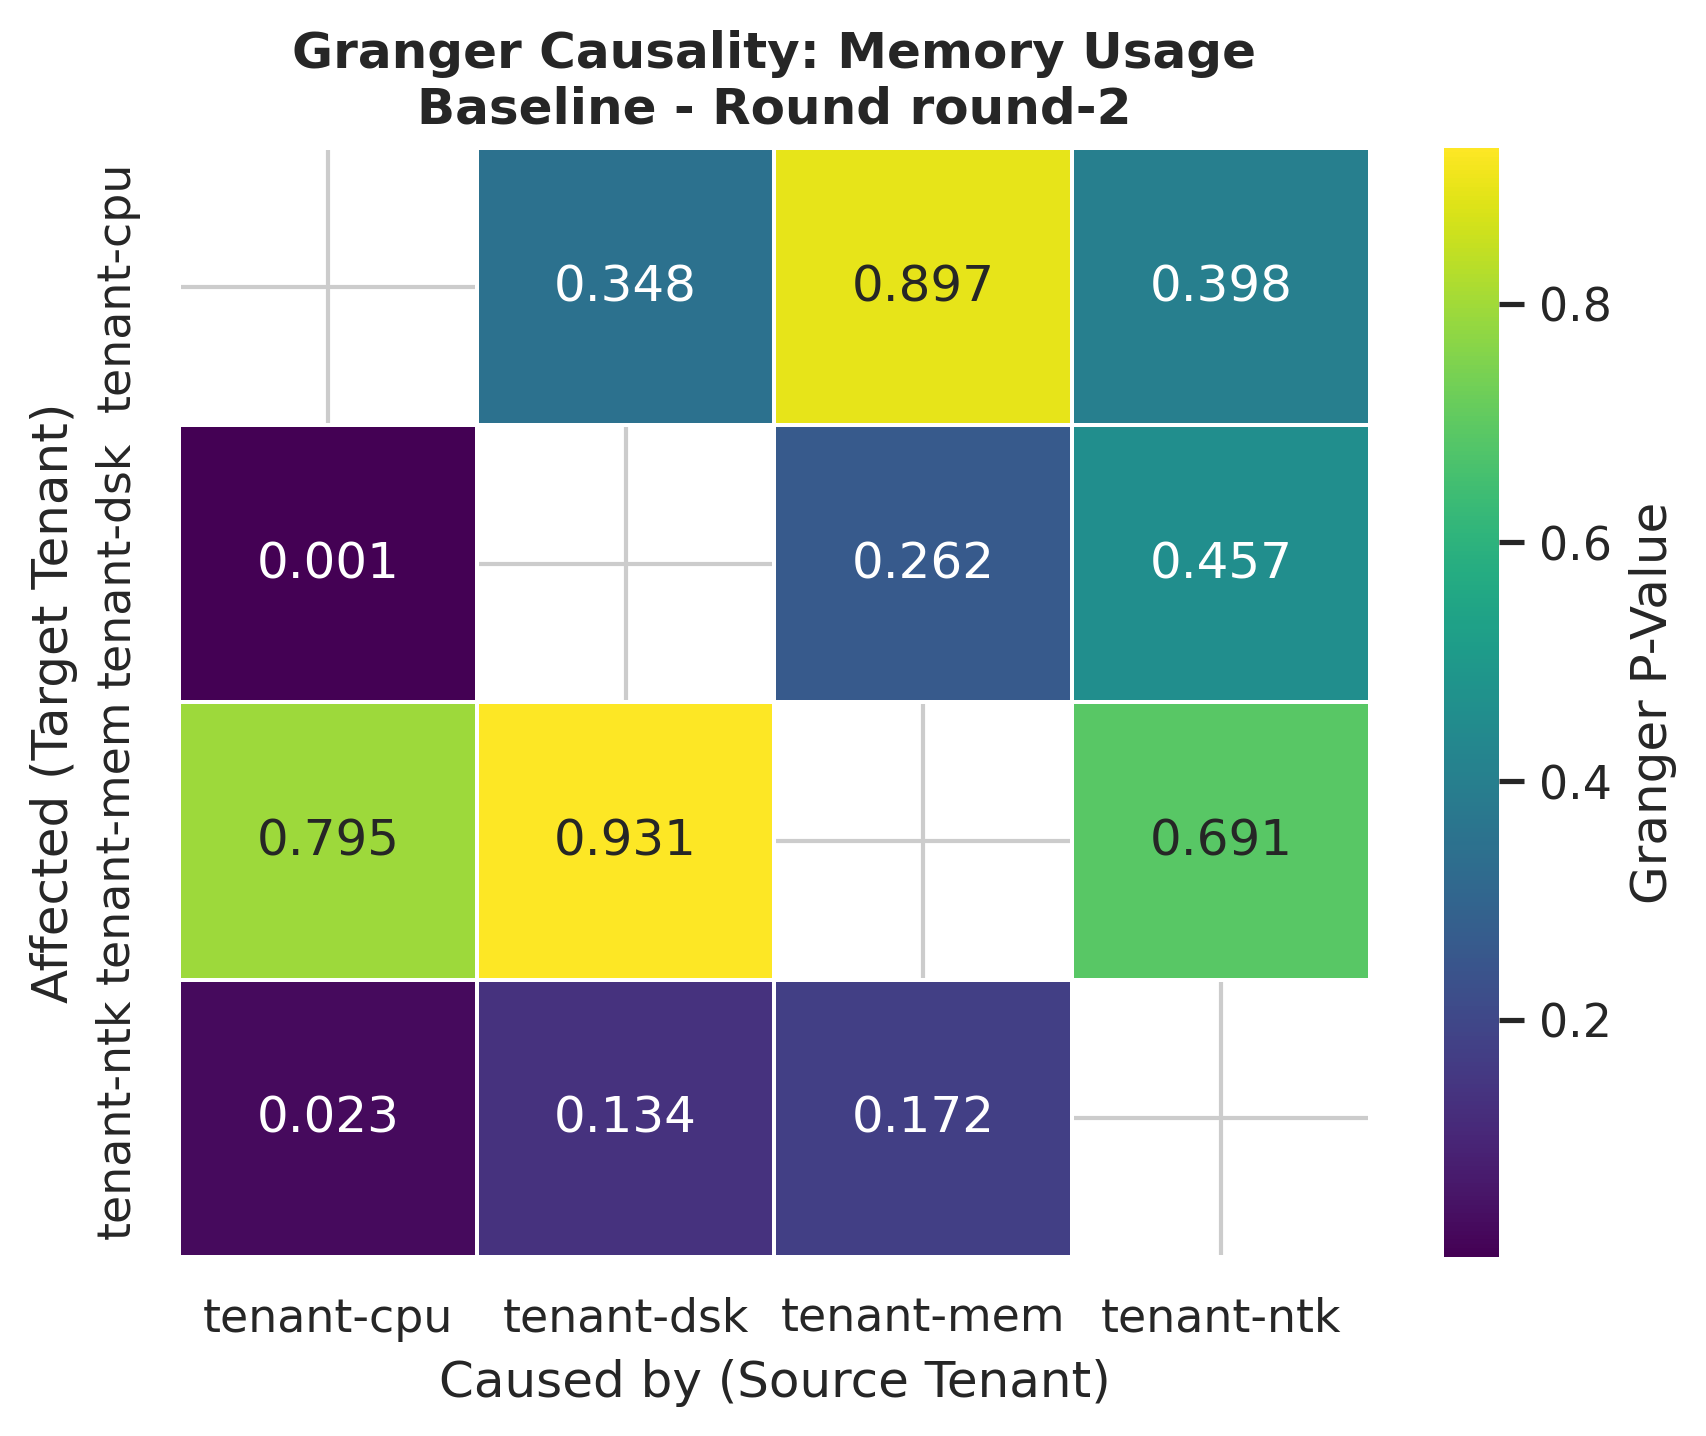 Granger Causality: Memory Usage
Baseline - Round round-2
Affected (Target Tenant)
tenant-cpu
0.348
0.897
0.398
tenant-dsk
0.001
0.262
0.457
tenant-mem
0.795
0.931
0.691
tenant-ntk
0.023
0.134
0.172
tenant-cpu
tenant-dsk
tenant-mem
tenant-ntk
Caused by (Source Tenant)
0.8
0.6
0.4
0.2
Granger P-Value